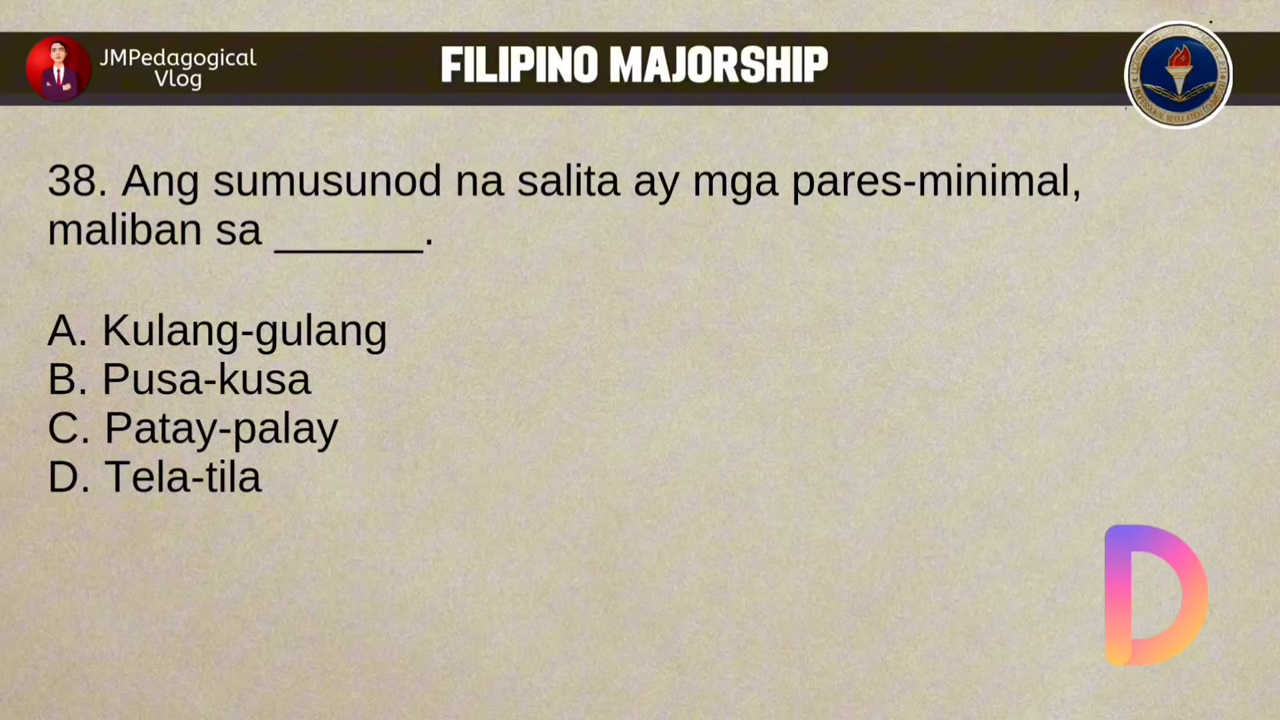 JMPedagogical
Vlog
FILIPINO MAJORSHIP
38. Ang sumusunod na salita ay mga pares-minimal,
maliban sa ______.
A. Kulang-gulang
B. Pusa-kusa
C. Patay-palay
D. Tela-tila
D